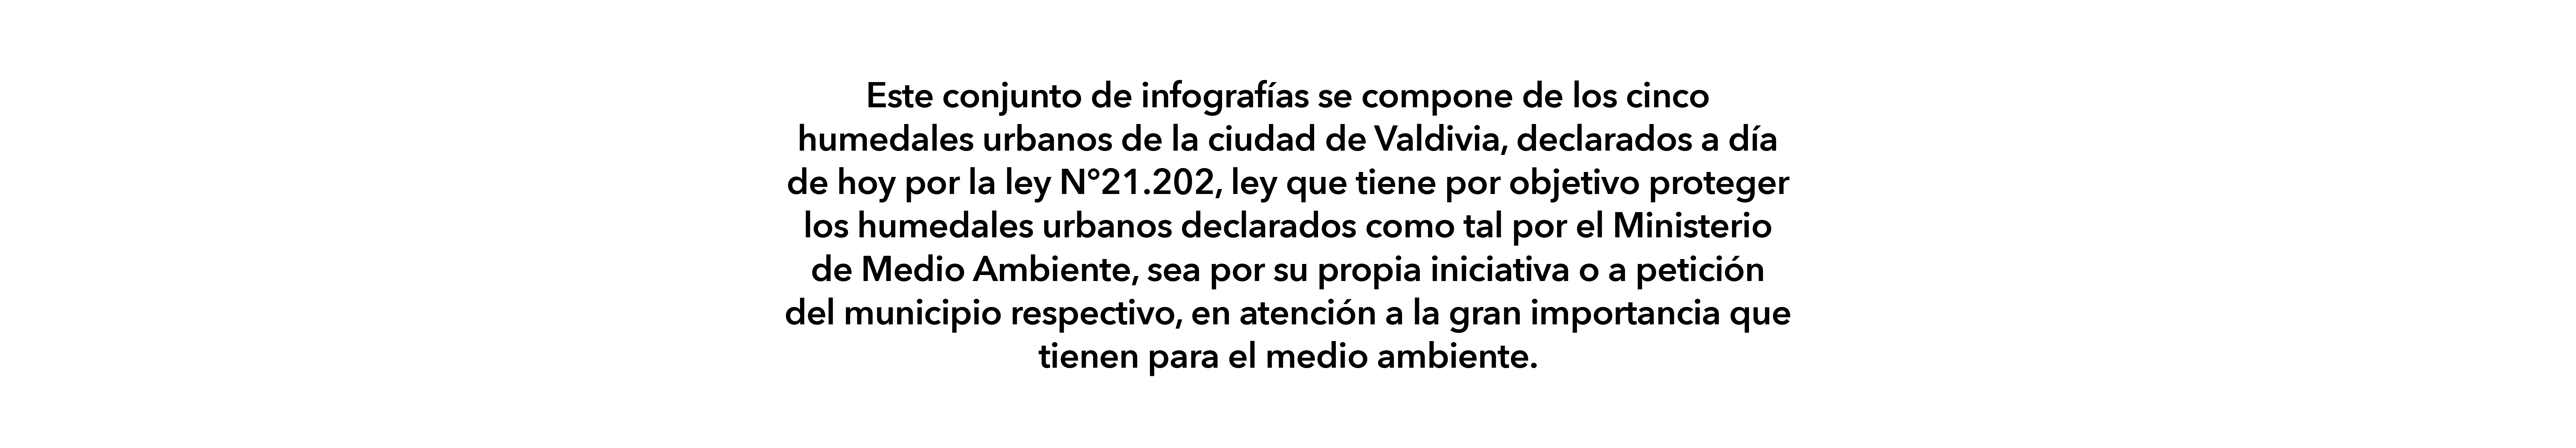 Este conjunto de infografías se compone de los cinco
humedales urbanos de la ciudad de Valdivia, declarados a día
de hoy por la ley N°21.202, ley que tiene por objetivo proteger
los humedales urbanos declarados como tal por el Ministerio
de Medio Ambiente, sea por su propia iniciativa o a petición
del municipio respectivo, en atención a la gran importancia que
tienen para el medio ambiente.